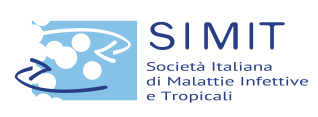 SIMIT
Società Italiana
di Malattie Infettive
e Tropicali